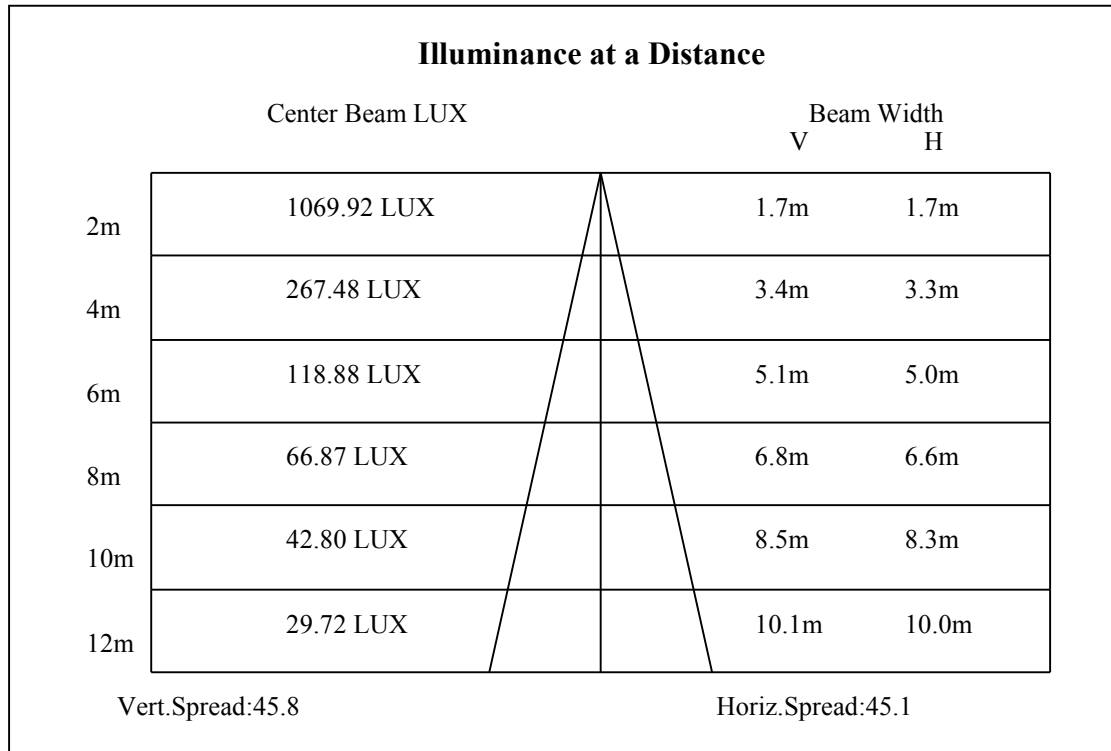 Illuminance at a Distance
Center Beam LUX Beam Width
V H
2m 1069.92 LUX 1.7m 1.7m
4m 267.48 LUX 3.4m 3.3m
6m 118.88 LUX 5.1m 5.0m
8m 66.87 LUX 6.8m 6.6m
10m 42.80 LUX 8.5m 8.3m
12m 29.72 LUX 10.1m 10.0m
Vert.Spread:45.8 Horiz.Spread:45.1